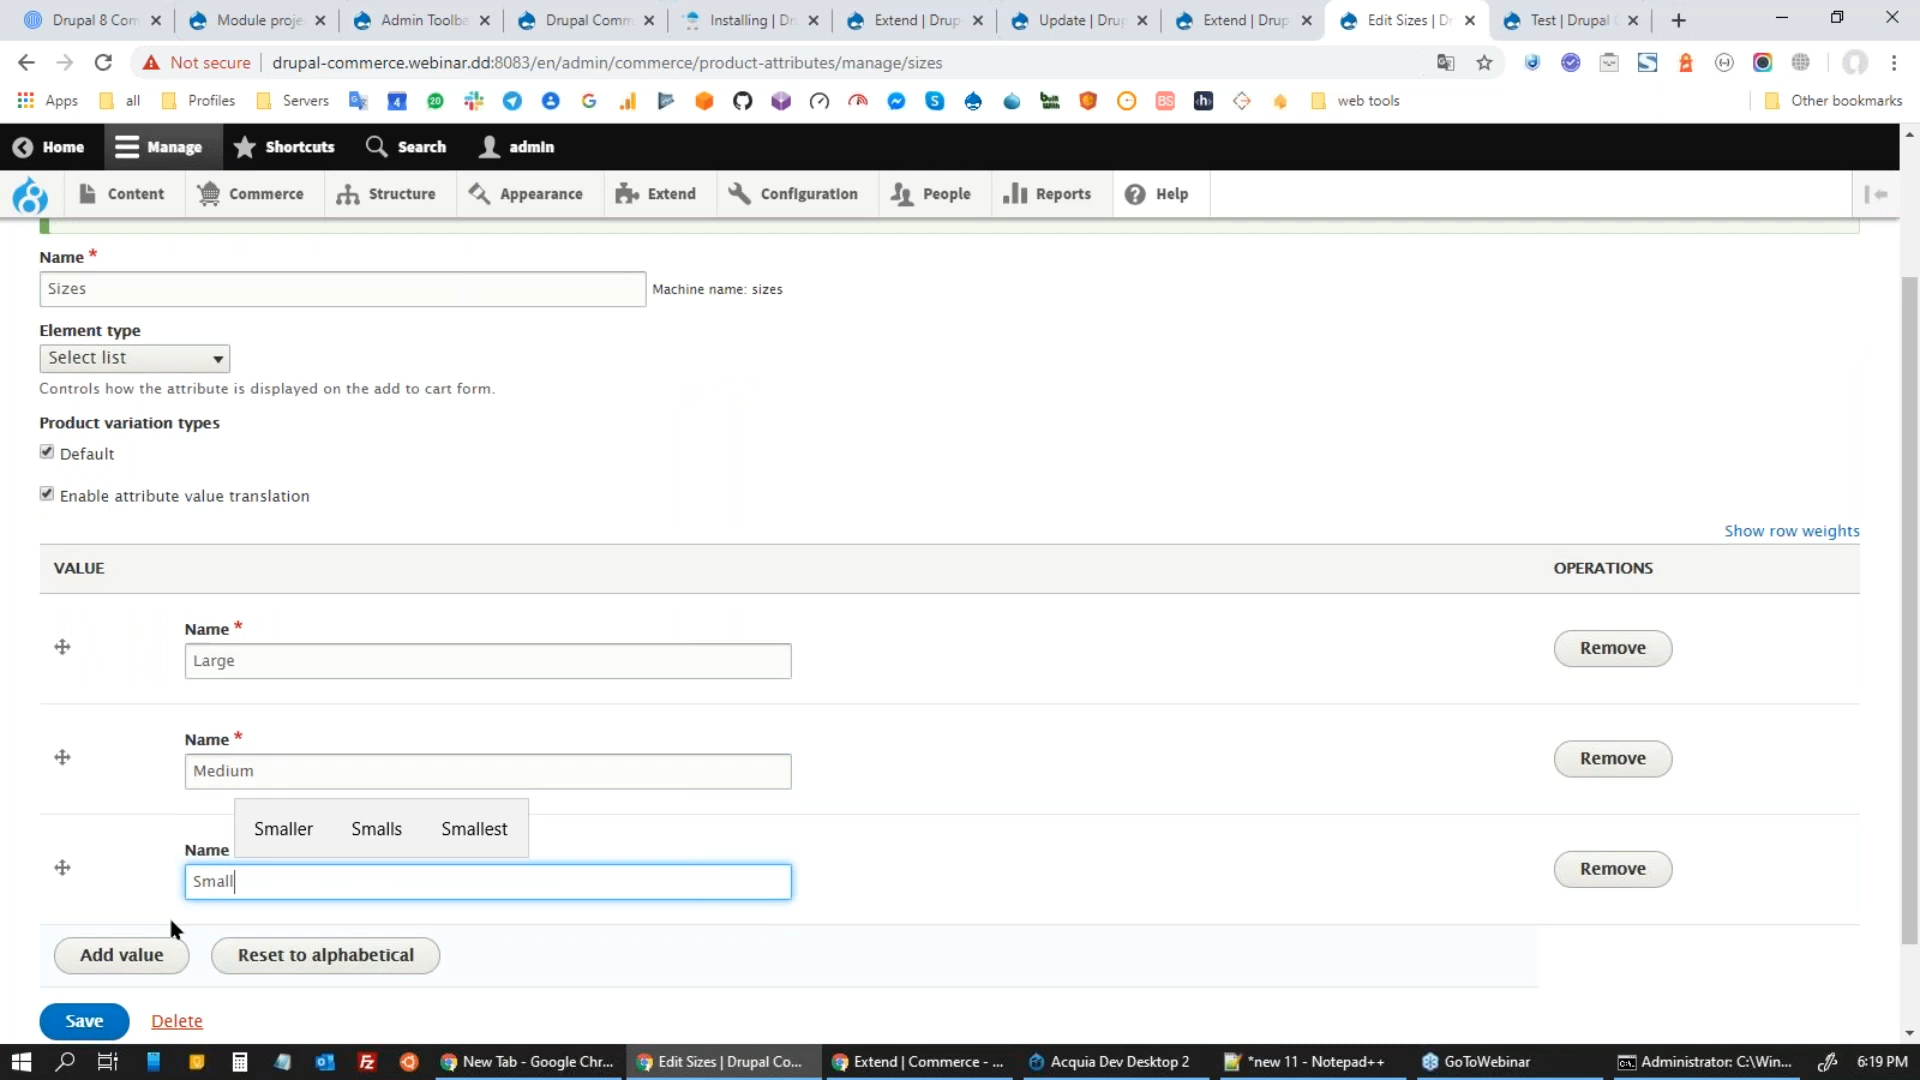 Drupal 8 Com
Module proje
Admin Toolba
Drupal Comm
Installing | Dr
Extend | Drup
Update | Drup
Extend | Drup
Edit Sizes | Dr
Test | Drupal
Not secure
drupal-commerce.webinar.dd:8083/en/admin/commerce/product-attributes/manage/sizes
Apps
all
Profiles
Servers
web tools
Other bookmarks
Home
Manage
Shortcuts
Search
admin
Content
Commerce
Structure
Appearance
Extend
Configuration
People
Reports
Help
Name *
Sizes
Machine name: sizes
Element type
Select list
Controls how the attribute is displayed on the add to cart form.
Product variation types
Default
Enable attribute value translation
Show row weights
VALUE
OPERATIONS
Name *
Large
Remove
Name *
Medium
Remove
Smaller Smalls Smallest
Name
Small
Remove
Add value
Reset to alphabetical
Save
Delete
New Tab - Google Chr...
Edit Sizes | Drupal Co...
Extend | Commerce - ...
Acquia Dev Desktop 2
*new 11 - Notepad++
GoToWebinar
Administrator: C:\Win...
6:19 PM